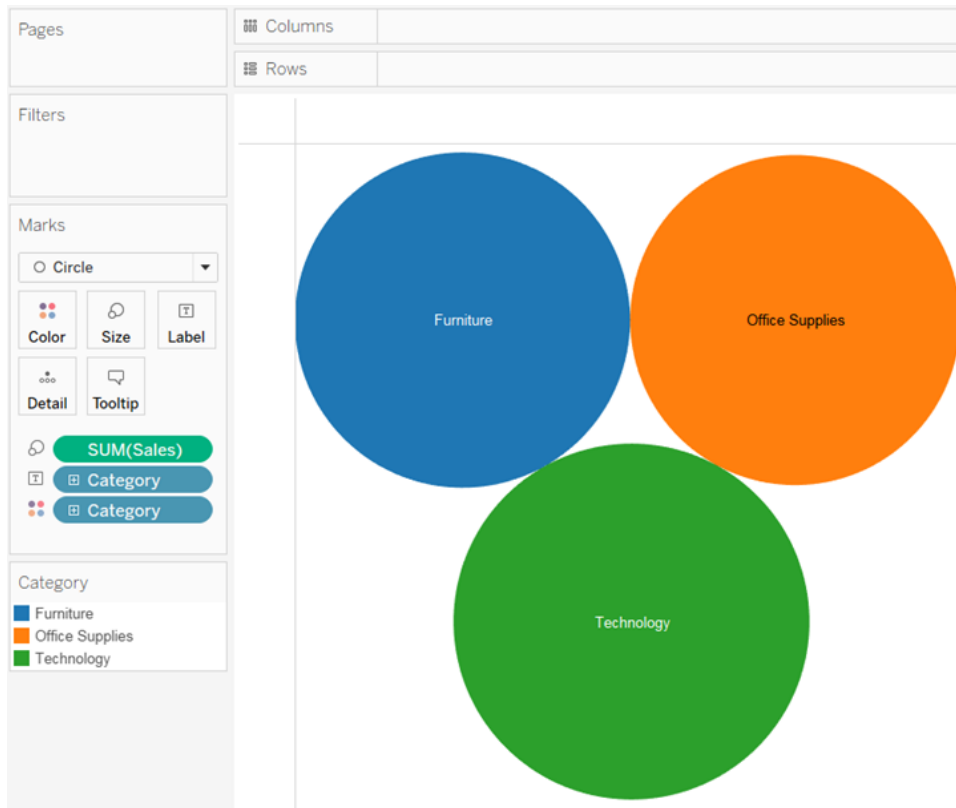 Pages
Columns
Rows
Filters
Marks
Circle
Color Size Label
Detail Tooltip
SUM(Sales)
Category
Category
Category
Furniture
Office Supplies
Technology
Furniture
Office Supplies
Technology